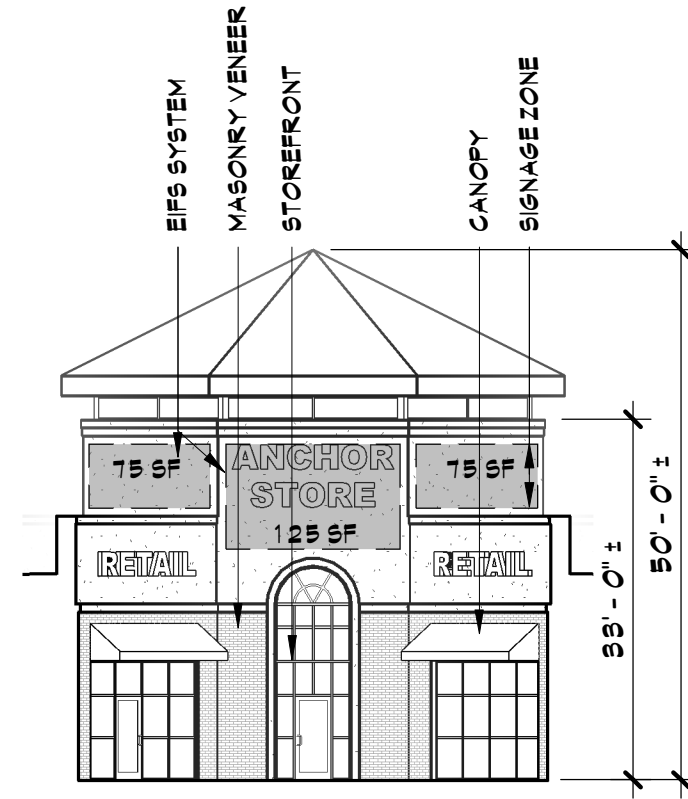 EIFS SYSTEM
MASONRY VENEER
STOREFRONT
CANOPY
SIGNAGE ZONE
75 SF
ANCHOR
STORE
125 SF
75 SF
RETAIL
RETAIL
33' - 0" ±
50' - 0" ±